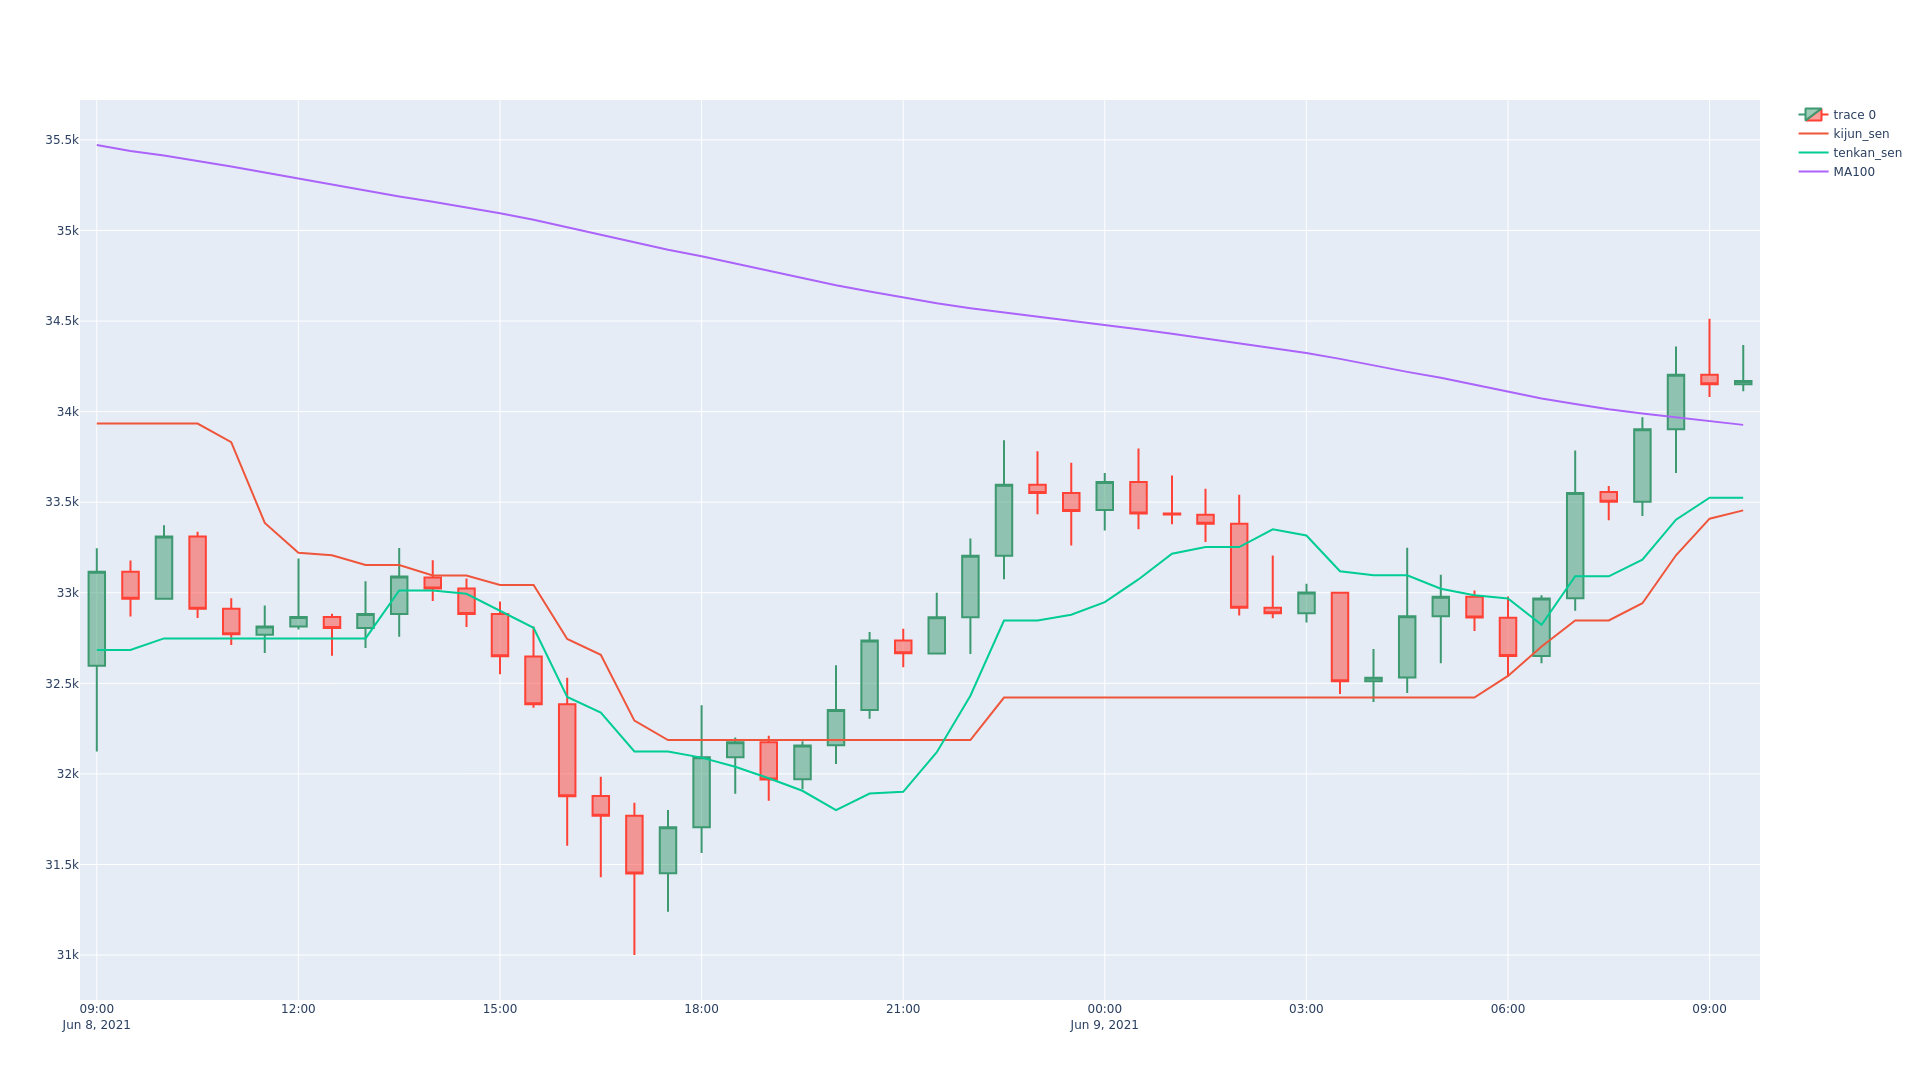 trace 0
kijun_sen
tenkan_sen
MA100
35.5k
35k
34.5k
34k
33.5k
33k
32.5k
32k
31.5k
31k
09:00 12:00 15:00 18:00 21:00 00:00 03:00 06:00 09:00
Jun 8, 2021 Jun 9, 2021